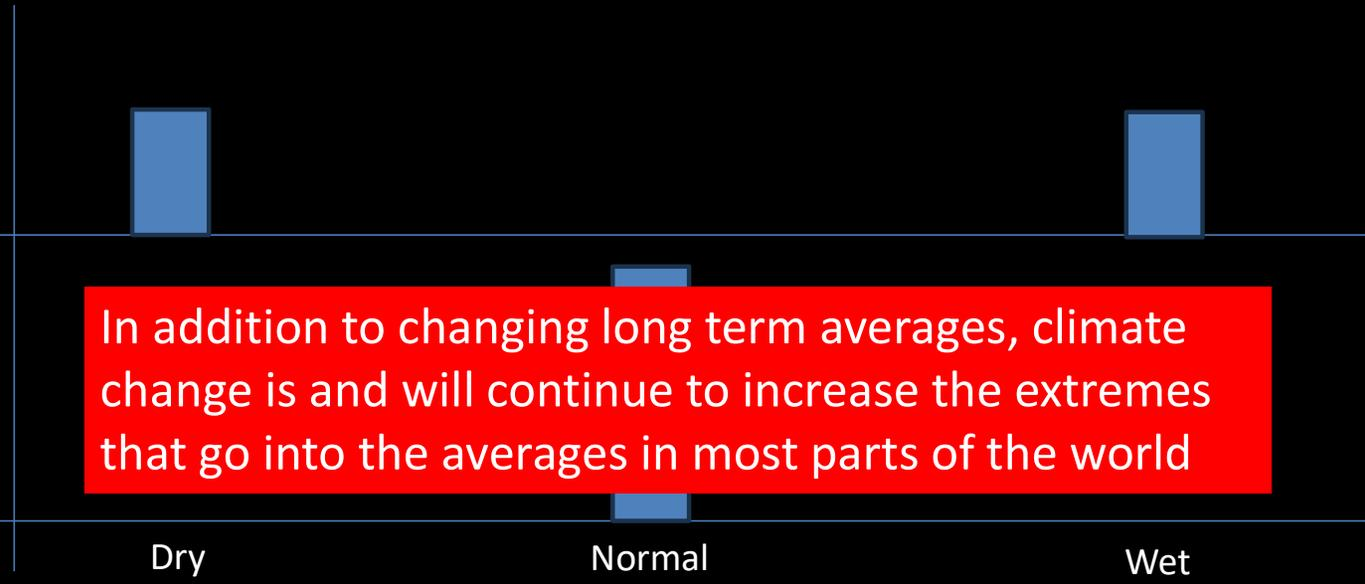 In addition to changing long term averages, climate
change is and will continue to increase the extremes
that go into the averages in most parts of the world
Dry Normal Wet